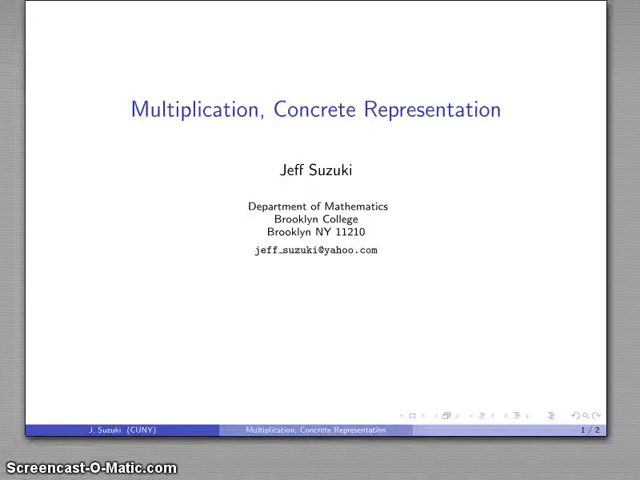 Multiplication, Concrete Representation
Jeff Suzuki
Department of Mathematics
Brooklyn College
Brooklyn NY 11210
jeff_suzuki@yahoo.com
J. Suzuki (CUNY)
Multiplication, Concrete Representation
1 / 2
Screencast-O-Matic.com